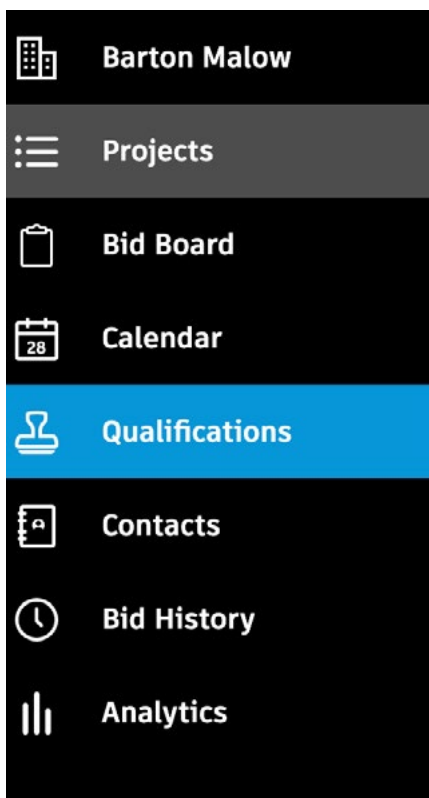 Barton Malow
Projects
Bid Board
28
Calendar
Qualifications
Contacts
Bid History
Analytics